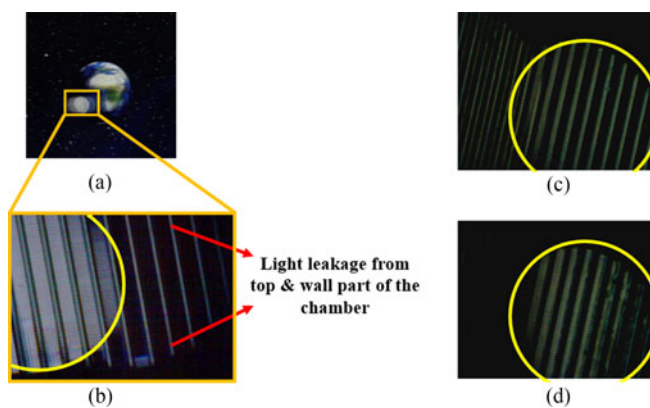 (a)
(c)
Light leakage from
top & wall part of the
chamber
(b)
(d)